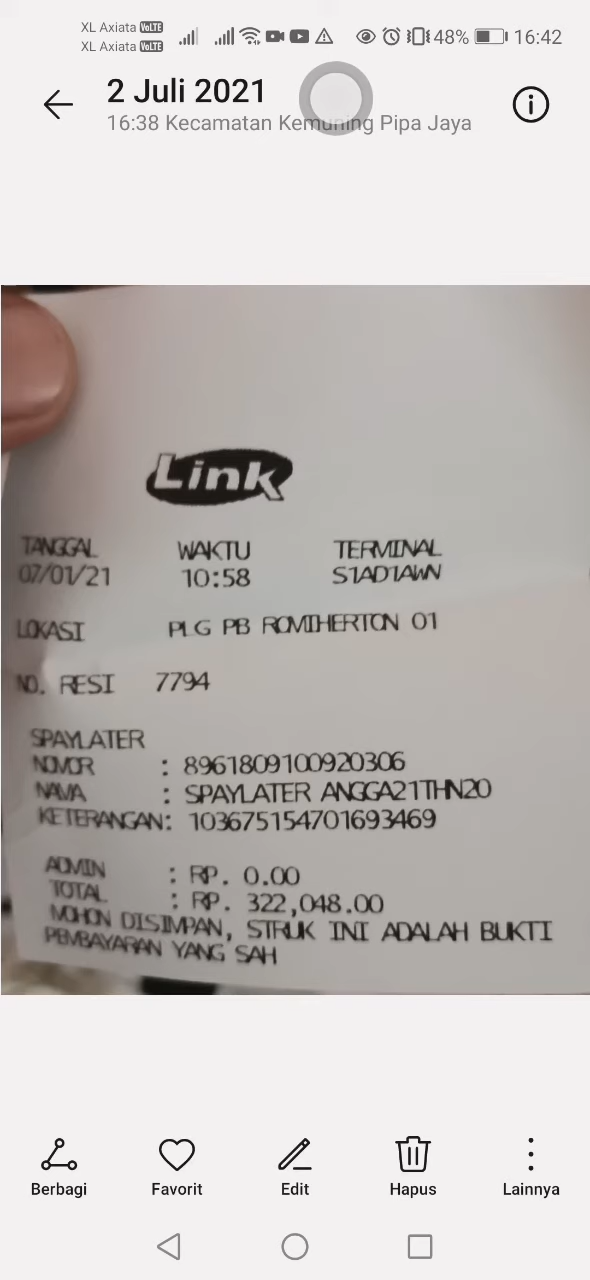 XL Axiata VoLTE
XL Axiata VoLTE
48% 16:42
2 Juli 2021
16:38 Kecamatan Kemuning Pipa Jaya
Link
TANGGAL WAKTU TERMINAL
07/01/21 10:58 S1AD1AWN
LOKASI PLG PB ROMIHERTON 01
NO. RESI 7794
SPAYLATER
NOMOR : 8961809100920306
NAMA : SPAYLATER ANGGA21THN20
KETERANGAN: 103675154701693469
ADMIN : RP. 0.00
TOTAL : RP. 322,048.00
MOHON DISIMPAN, STRUK INI ADALAH BUKTI
PEMBAYARAN YANG SAH
Berbagi Favorit Edit Hapus Lainnya